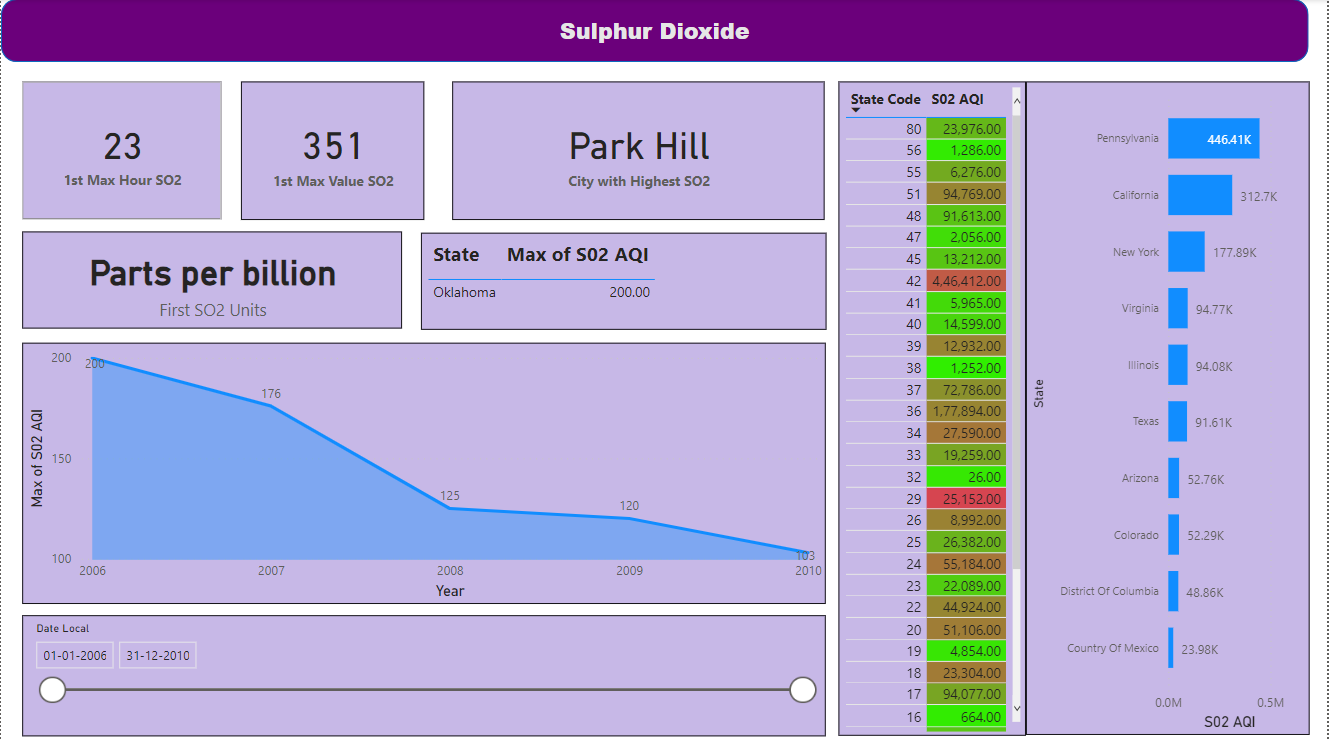 Sulphur Dioxide
23
1st Max Hour SO2
351
1st Max Value SO2
Park Hill
City with Highest SO2
Parts per billion
First SO2 Units
State Max of S02 AQI
Oklahoma 200.00
Max of S02 AQI
200
150
100
200
176
125
120
103
2006 2007 2008 2009 2010
Year
Date Local
01-01-2006 31-12-2010
State Code S02 AQI
80 23,976.00
56 1,286.00
55 6,276.00
51 94,769.00
48 91,613.00
47 2,056.00
45 13,212.00
42 4,46,412.00
41 5,965.00
40 14,599.00
39 12,932.00
38 1,252.00
37 72,786.00
36 1,77,894.00
34 27,590.00
33 19,259.00
32 26.00
29 25,152.00
26 8,992.00
25 26,382.00
24 55,184.00
23 22,089.00
22 44,924.00
20 51,106.00
19 4,854.00
18 23,304.00
17 94,077.00
16 664.00
State
Pennsylvania 446.41K
California 312.7K
New York 177.89K
Virginia 94.77K
Illinois 94.08K
Texas 91.61K
Arizona 52.76K
Colorado 52.29K
District Of Columbia 48.86K
Country Of Mexico 23.98K
0.0M 0.5M
S02 AQI